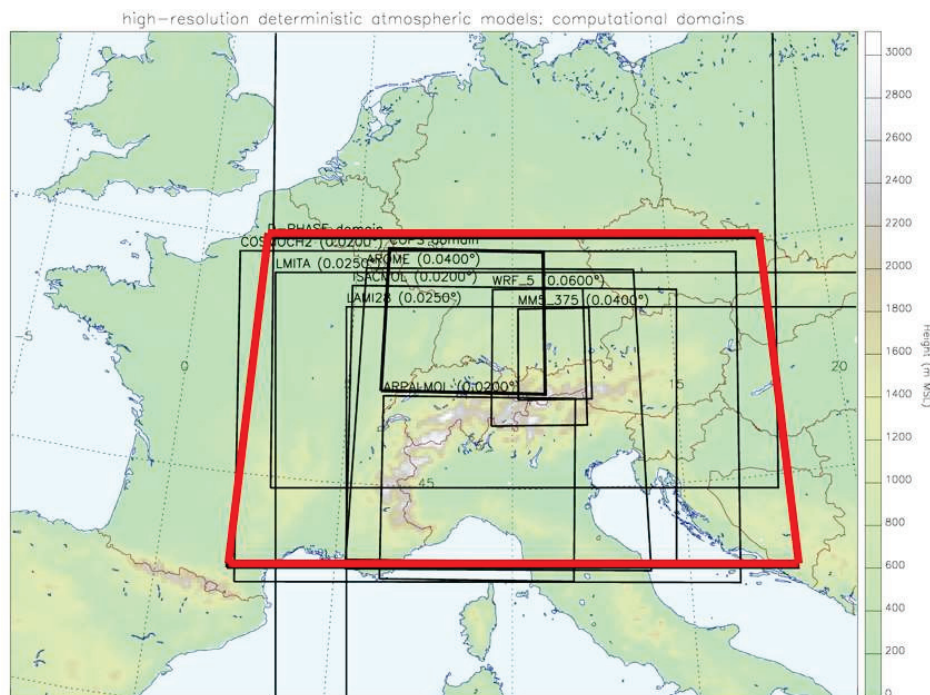 high-resolution deterministic atmospheric models: computational domains
D-PHASE domain
COSMOCH2 (0.0200°) COPS domain
LMITA (0.0250°) AROME (0.0400°)
ISACMOL (0.0200°) WRF_5 (0.0600°)
LAMI28 (0.0250°) MM5_375 (0.0400°)
ARPALMOL (0.0200°)
-5
0
15
20
45
3000
2800
2600
2400
2200
2000
1800
1600
1400
1200
1000
800
600
400
200
0
Height (m MSL)